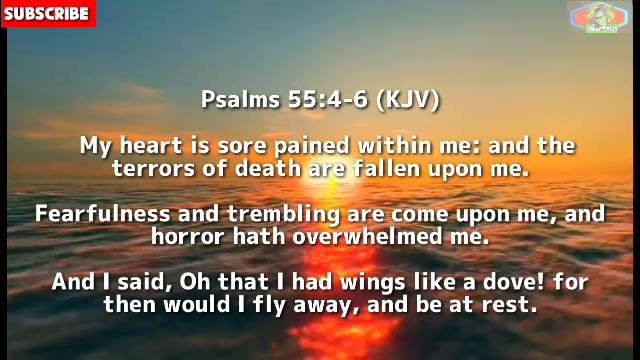 SUBSCRIBE
Psalms 55:4-6 (KJV)
My heart is sore pained within me: and the
terrors of death are fallen upon me.
Fearfulness and trembling are come upon me, and
horror hath overwhelmed me.
And I said, Oh that I had wings like a dove! for
then would I fly away, and be at rest.